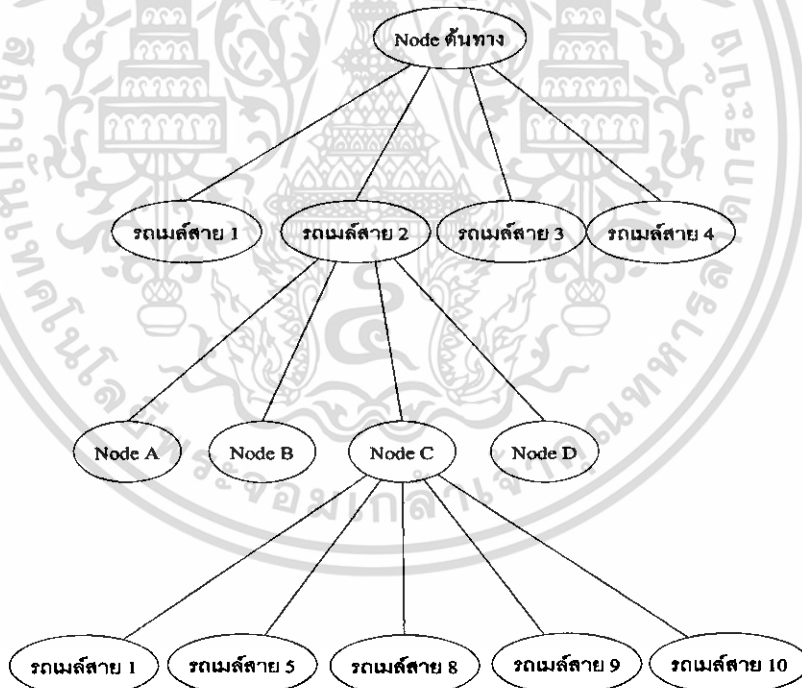 Node ต้นทาง
รถเมล์สาย 1 รถเมล์สาย 2 รถเมล์สาย 3 รถเมล์สาย 4
Node A Node B Node C Node D
รถเมล์สาย 1 รถเมล์สาย 5 รถเมล์สาย 8 รถเมล์สาย 9 รถเมล์สาย 10